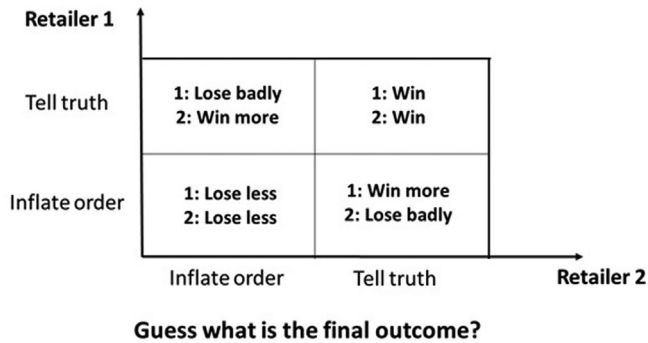 Retailer 1
Tell truth
1: Lose badly
2: Win more
1: Win
2: Win
Inflate order
1: Lose less
2: Lose less
1: Win more
2: Lose badly
Inflate order
Tell truth
Retailer 2
Guess what is the final outcome?